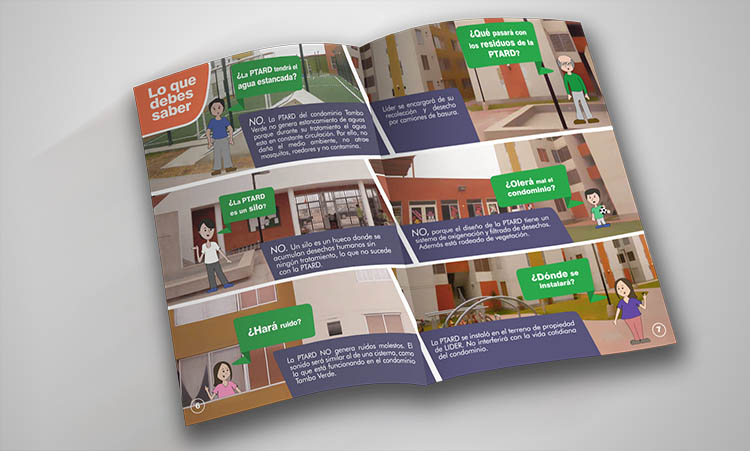 Lo que
debes
saber
¿La PTARD tendrá el
agua estancada?
NO. La PTARD del condominio Tambo
Verde no genera estancamiento de aguas
porque durante su tratamiento el agua
esta en constante circulación. Por ello, no
daña el medio ambiente, no atrae
mosquitos, roedores y no contamina.
¿La PTARD
es un silo?
NO. Un silo es un hueco donde se
acumulan desechos humanos sin
ningún tratamiento, lo que no sucede
con la PTARD.
¿Hará ruido?
La PTARD NO genera ruidos molestos. El
sonido será similar al de una cisterna, como
la que está funcionando en el condominio
Tambo Verde.
6
¿Qué pasará con
los residuos de la
PTARD?
Lider se encargará de su
recolección y desecho
por camiones de basura.
¿Olerá mal el
condominio?
NO, porque el diseño de la PTARD tiene un
sistema de oxigenación y filtrado de desechos.
Además está rodeada de vegetación.
¿Dónde se
instalará?
La PTARD se instaló en el terreno de propiedad
de LIDER. No interferirá con la vida cotidiana
del condominio.
7